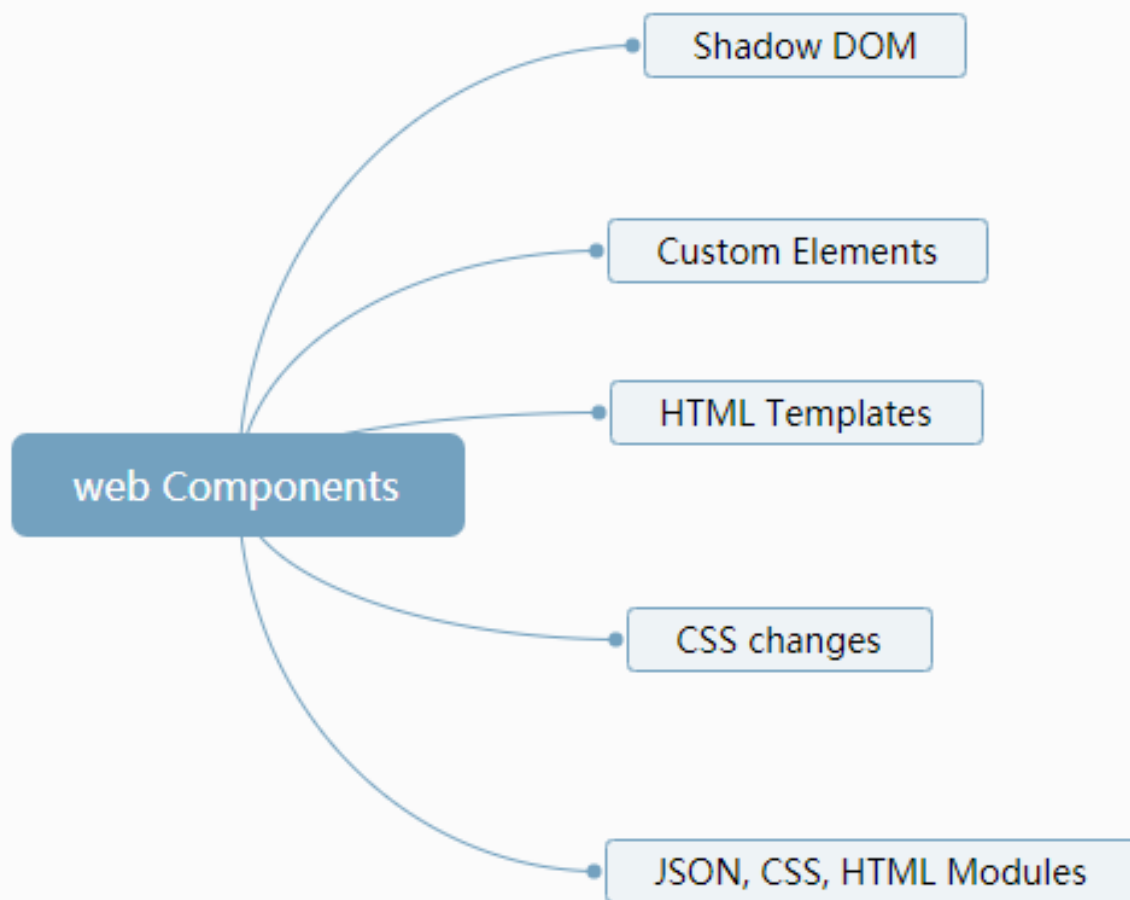 Shadow DOM
Custom Elements
HTML Templates
web Components
CSS changes
JSON, CSS, HTML Modules